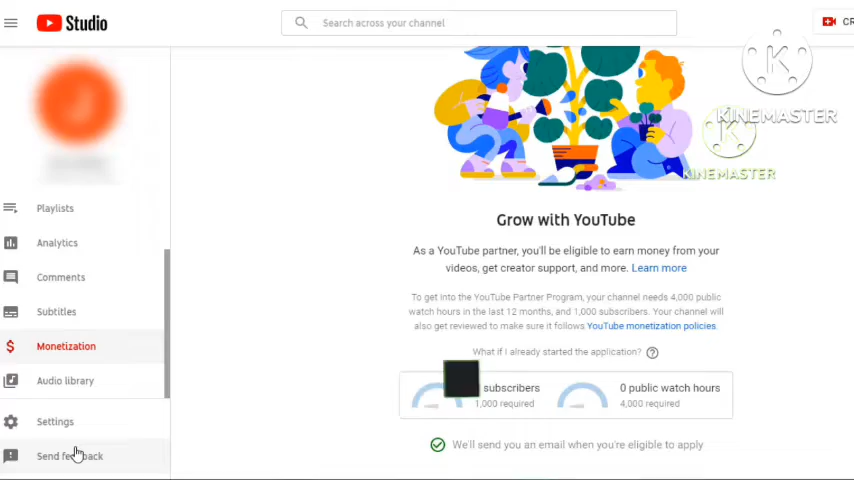 Studio
Search across your channel
CR
KINEMASTER
KINEMASTER
Playlists
Analytics
Comments
Subtitles
Monetization
Audio library
Settings
Send feedback
Grow with YouTube
As a YouTube partner, you'll be eligible to earn money from your
videos, get creator support, and more. Learn more
To get into the YouTube Partner Program, your channel needs 4,000 public
watch hours in the last 12 months, and 1,000 subscribers. Your channel will
also get reviewed to make sure it follows YouTube monetization policies.
What if I already started the application?
subscribers
1,000 required
0 public watch hours
4,000 required
We'll send you an email when you're eligible to apply